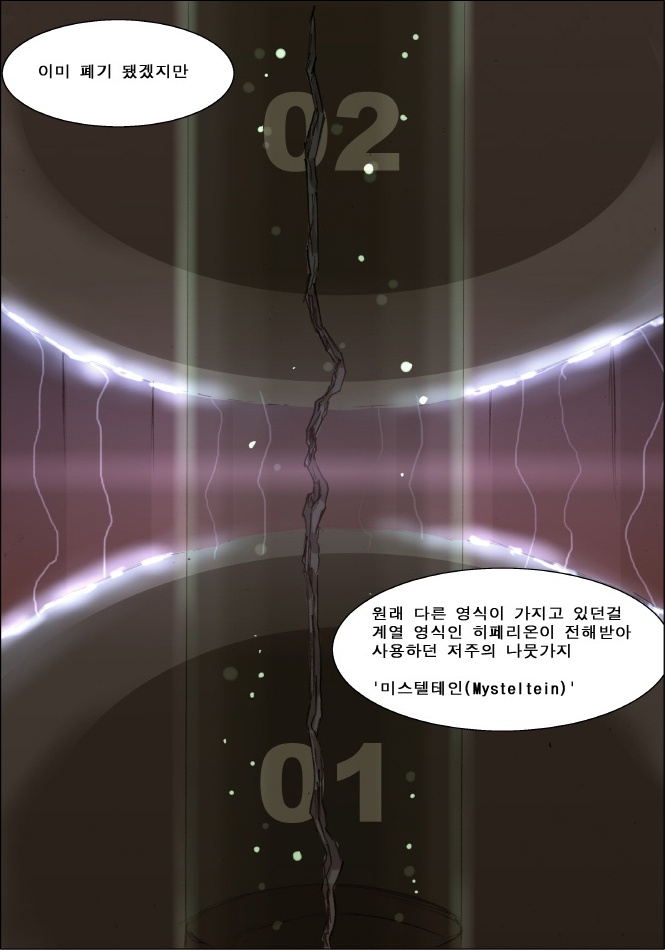 이미 폐기 됐겠지만
02
원래 다른 영식이 가지고 있던걸
계열 영식인 히페리온이 전해받아
사용하던 저주의 나뭇가지
'미스텔테인(Mysteltein)'
01